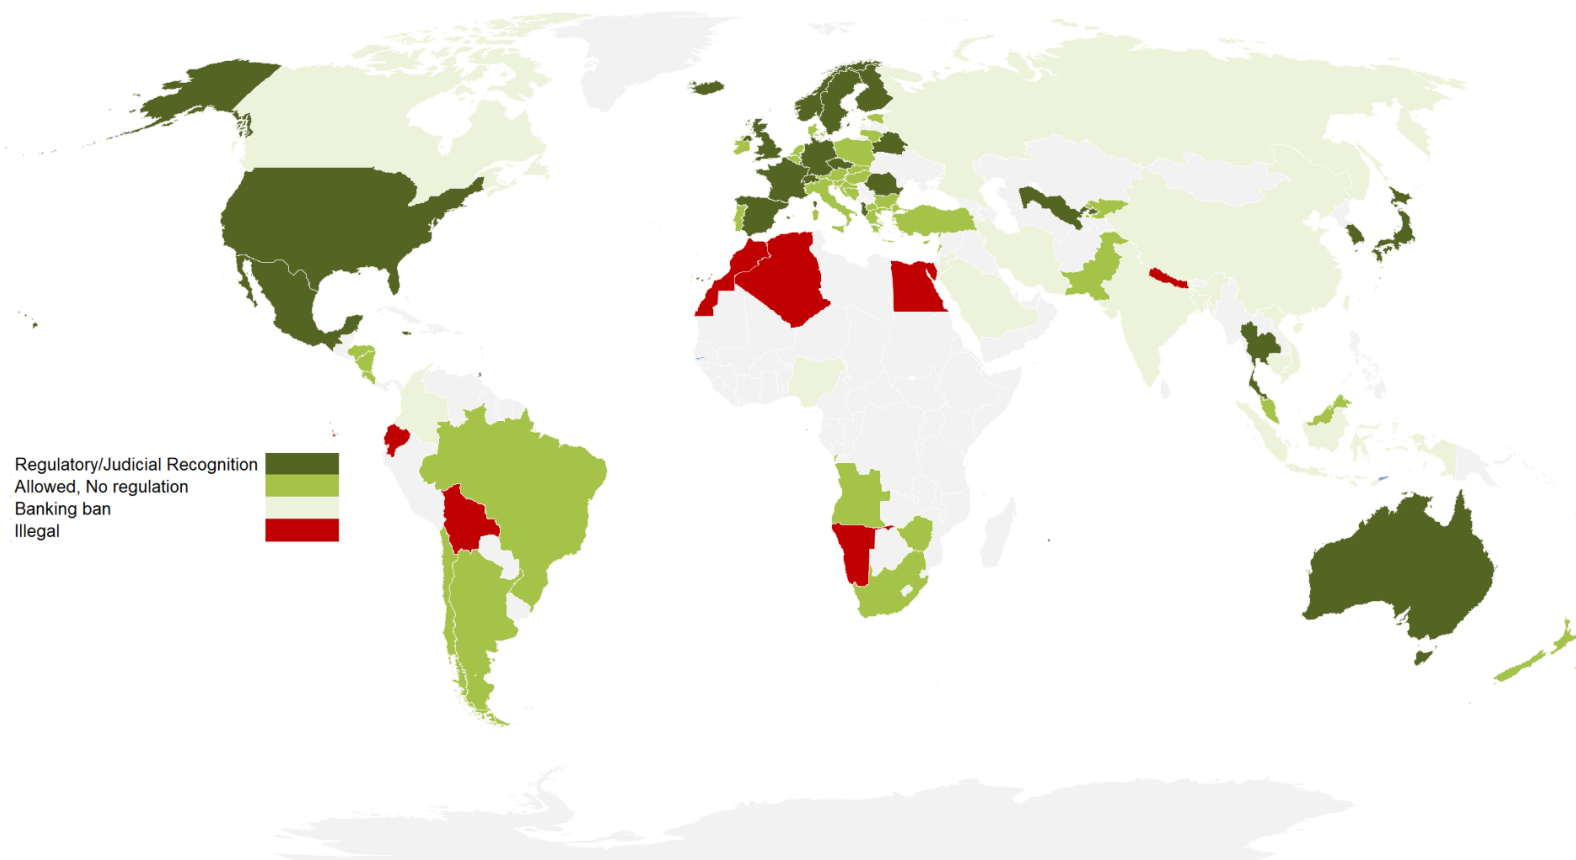 Regulatory/Judicial Recognition
Allowed, No regulation
Banking ban
Illegal